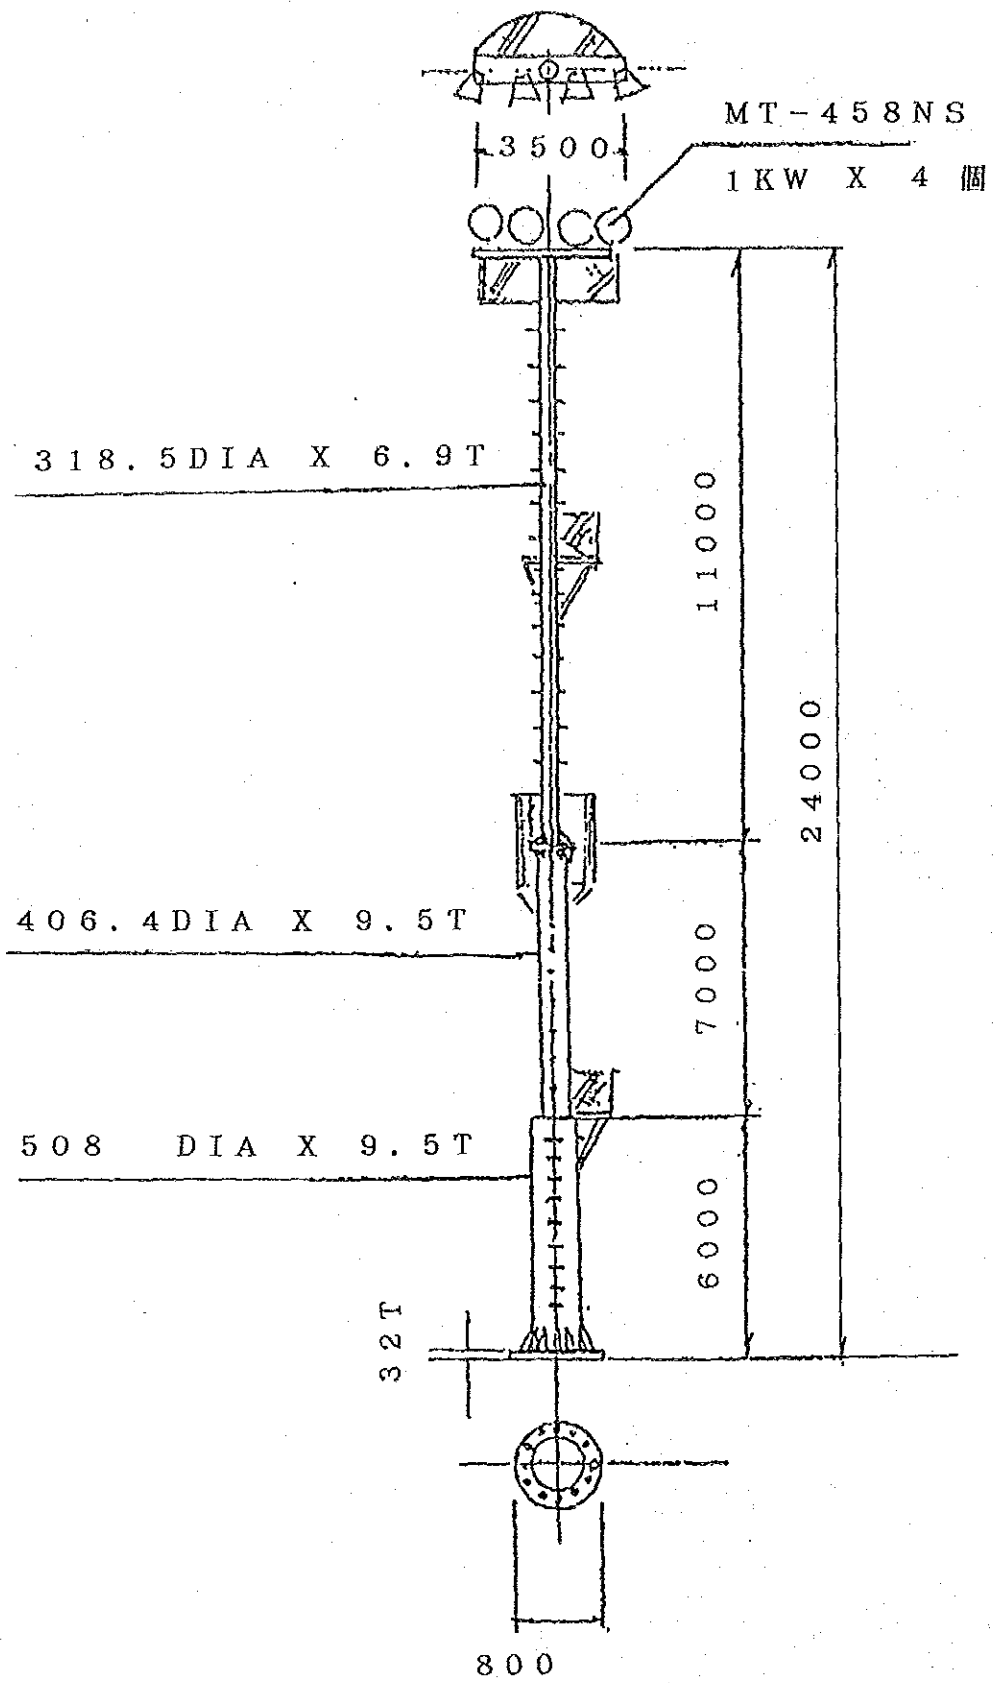 3500
MT-458NS
1KW X 4 個
318.5DIA X 6.9T
11000
24000
406.4DIA X 9.5T
7000
508 DIA X 9.5T
6000
32T
800